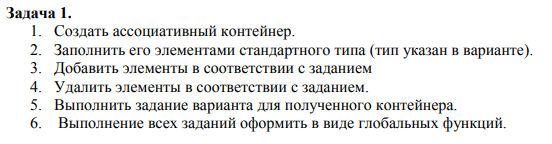 Задача 1.
1. Создать ассоциативный контейнер.
2. Заполнить его элементами стандартного типа (тип указан в варианте).
3. Добавить элементы в соответствии с заданием
4. Удалить элементы в соответствии с заданием.
5. Выполнить задание варианта для полученного контейнера.
6. Выполнение всех заданий оформить в виде глобальных функций.